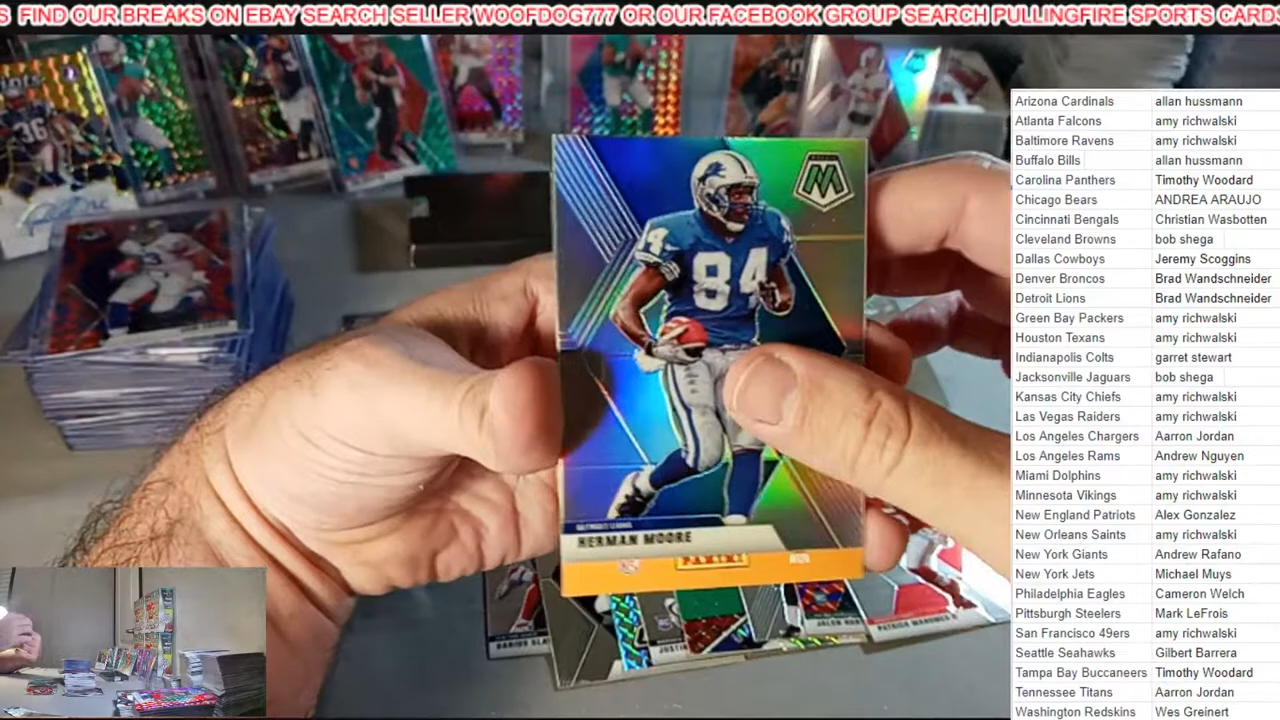 S FIND OUR BREAKS ON EBAY SEARCH SELLER WOOFDOG777 OR OUR FACEBOOK GROUP SEARCH PULLINGFIRE SPORTS CARDS
36
84
84
DETROIT LIONS
HERMAN MOORE
PANINI
PATRICK MAHOMES II
Arizona Cardinals allan hussmann
Atlanta Falcons amy richwalski
Baltimore Ravens amy richwalski
Buffalo Bills allan hussmann
Carolina Panthers Timothy Woodard
Chicago Bears ANDREA ARAUJO
Cincinnati Bengals Christian Wasbotten
Cleveland Browns bob shega
Dallas Cowboys Jeremy Scoggins
Denver Broncos Brad Wandschneider
Detroit Lions Brad Wandschneider
Green Bay Packers amy richwalski
Houston Texans amy richwalski
Indianapolis Colts garret stewart
Jacksonville Jaguars bob shega
Kansas City Chiefs amy richwalski
Las Vegas Raiders amy richwalski
Los Angeles Chargers Aarron Jordan
Los Angeles Rams Andrew Nguyen
Miami Dolphins amy richwalski
Minnesota Vikings amy richwalski
New England Patriots Alex Gonzalez
New Orleans Saints amy richwalski
New York Giants Andrew Rafano
New York Jets Michael Muys
Philadelphia Eagles Cameron Welch
Pittsburgh Steelers Mark LeFrois
San Francisco 49ers amy richwalski
Seattle Seahawks Gilbert Barrera
Tampa Bay Buccaneers Timothy Woodard
Tennessee Titans Aarron Jordan
Washington Redskins Wes Greinert